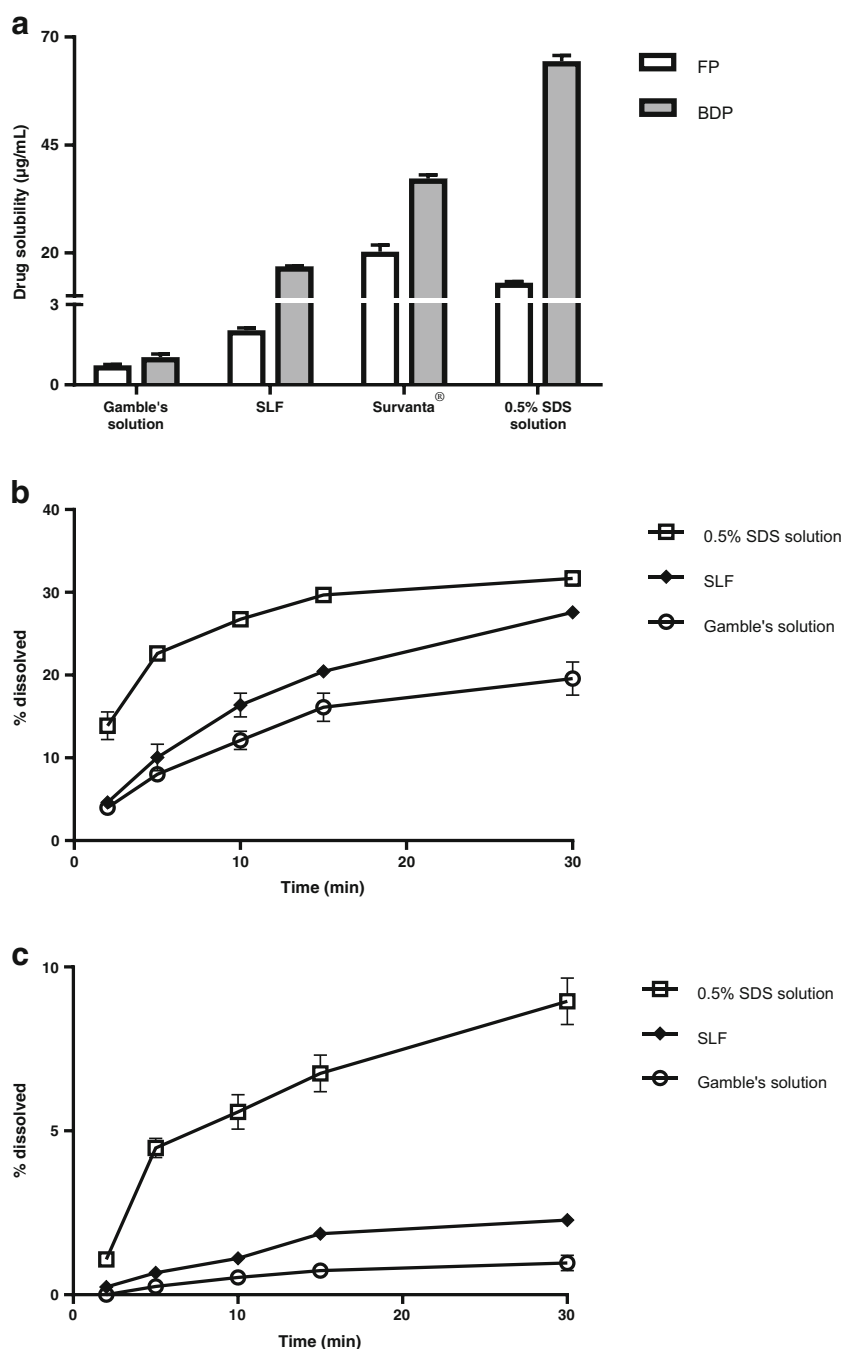 a
70
45
20
3
0
Drug solubility (µg/mL)
Gamble's
solution
SLF
Survanta®
0.5% SDS
solution
FP
BDP
b
40
30
20
10
0
% dissolved
0
10
20
30
Time (min)
0.5% SDS solution
SLF
Gamble's solution
c
10
5
0
% dissolved
0
10
20
30
Time (min)
0.5% SDS solution
SLF
Gamble's solution